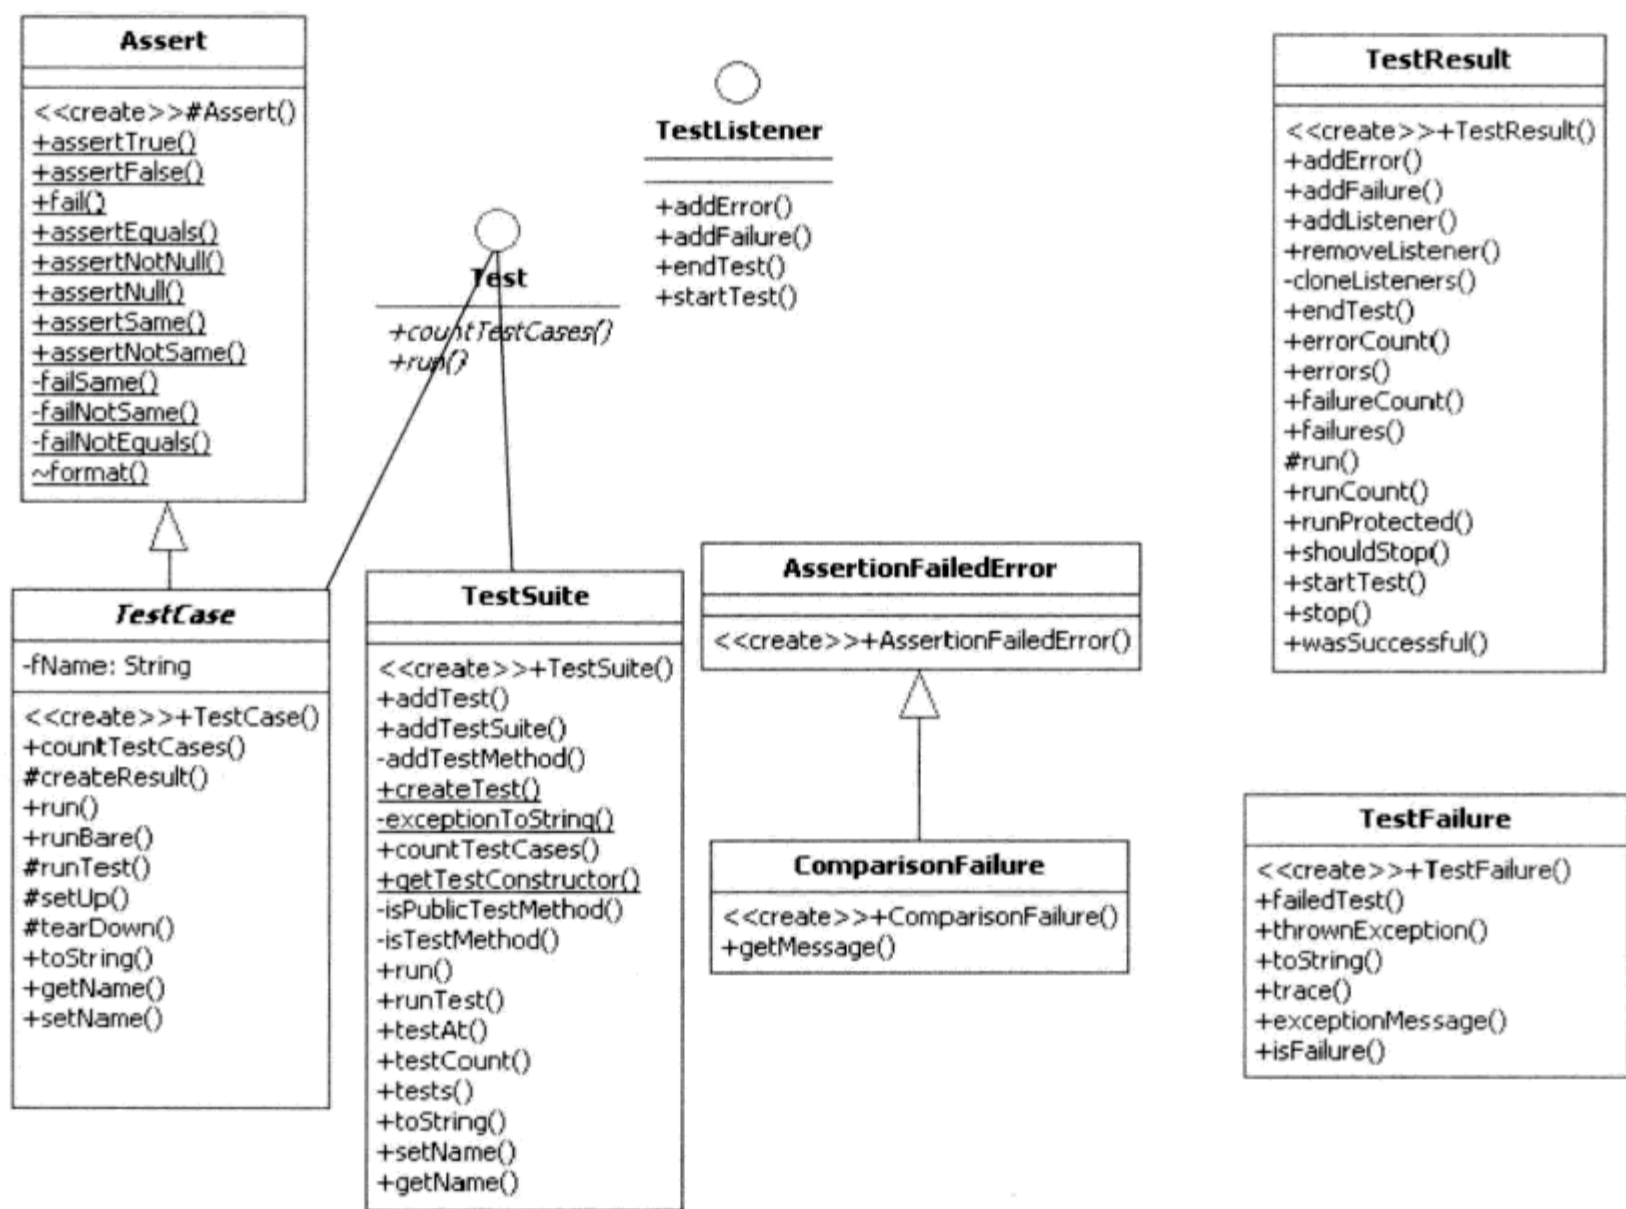 Assert
<<create>>#Assert()
+assertTrue()
+assertFalse()
+fail()
+assertEquals()
+assertNotNull()
+assertNull()
+assertSame()
+assertNotSame()
-failSame()
-failNotSame()
-failNotEquals()
~format()
TestListener
+addError()
+addFailure()
+endTest()
+startTest()
Test
+countTestCases()
+run()
TestResult
<<create>>+TestResult()
+addError()
+addFailure()
+addListener()
+removeListener()
-cloneListeners()
+endTest()
+errorCount()
+errors()
+failureCount()
+failures()
#run()
+runCount()
+runProtected()
+shouldStop()
+startTest()
+stop()
+wasSuccessful()
TestCase
-fName: String
<<create>>+TestCase()
+countTestCases()
#createResult()
+run()
+runBare()
#runTest()
#setUp()
#tearDown()
+toString()
+getName()
+setName()
TestSuite
<<create>>+TestSuite()
+addTest()
+addTestSuite()
-addTestMethod()
+createTest()
-exceptionToString()
+countTestCases()
+getTestConstructor()
-isPublicTestMethod()
-isTestMethod()
+run()
+runTest()
+testAt()
+testCount()
+tests()
+toString()
+setName()
+getName()
AssertionFailedError
<<create>>+AssertionFailedError()
ComparisonFailure
<<create>>+ComparisonFailure()
+getMessage()
TestFailure
<<create>>+TestFailure()
+failedTest()
+thrownException()
+toString()
+trace()
+exceptionMessage()
+isFailure()